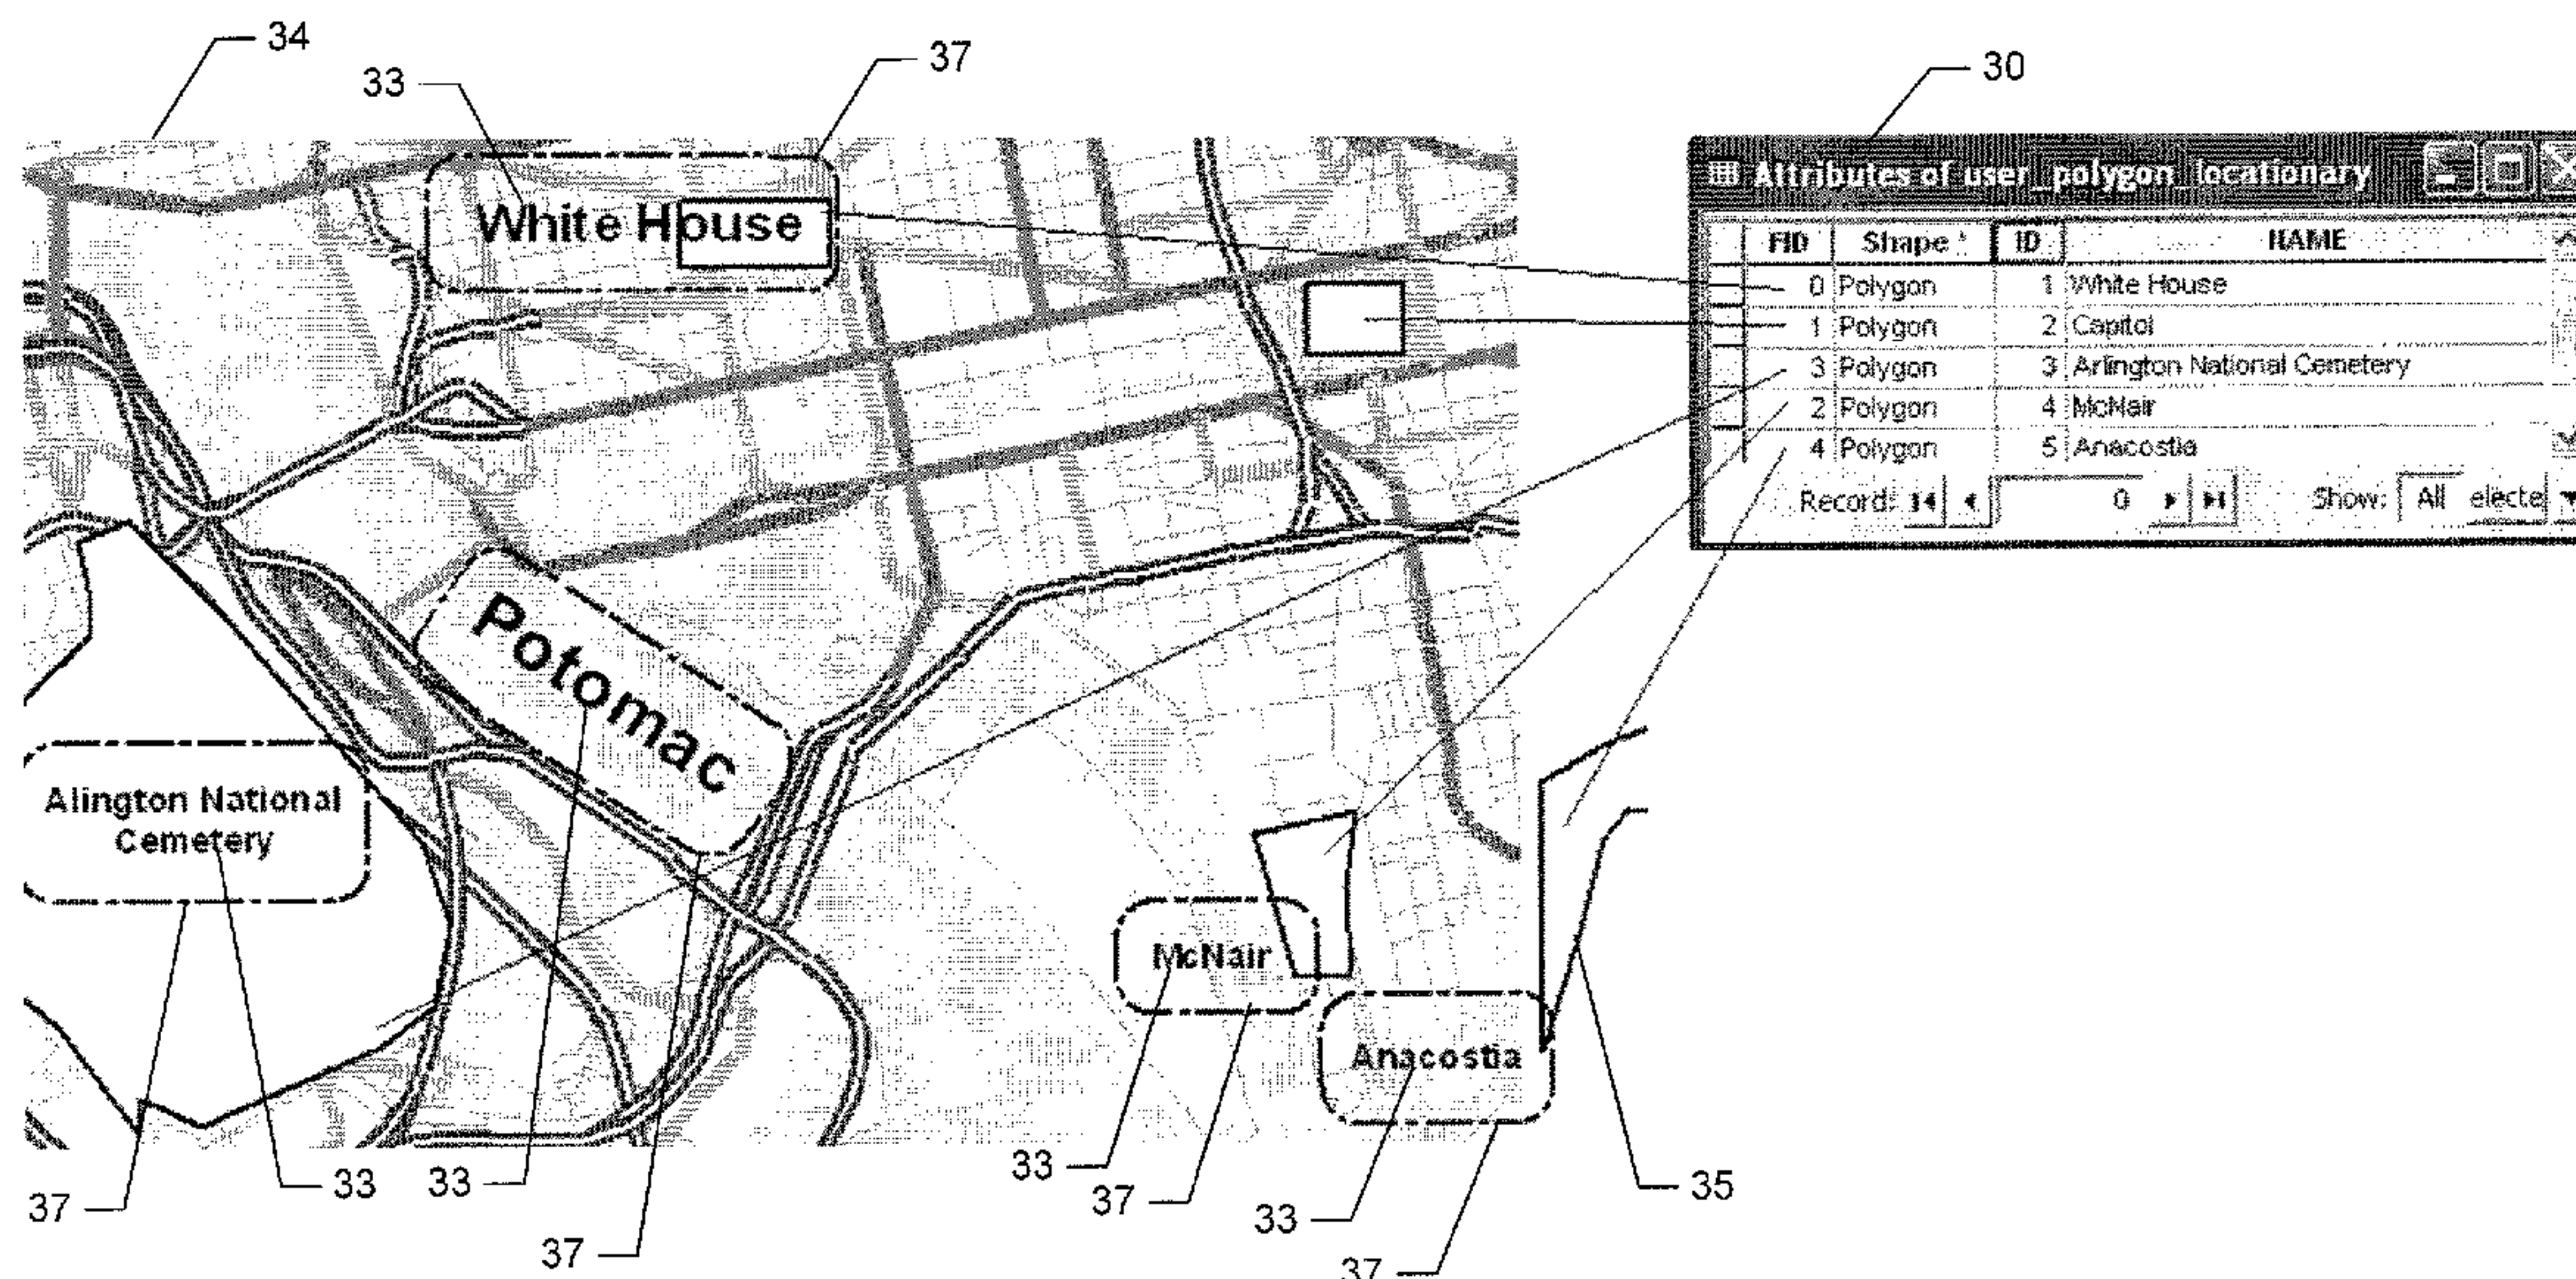 34
33
37
30
White House
Attributes of user_polygon_locationary
FID Shape * ID NAME
0 Polygon 1 White House
1 Polygon 2 Capitol
3 Polygon 3 Arlington National Cemetery
2 Polygon 4 McNair
4 Polygon 5 Anacostia
Record: 0 Show: All electe
Potomac
Alington National
Cemetery
McNair
Anacostia
33
33
33
37
37
33
35
37
37